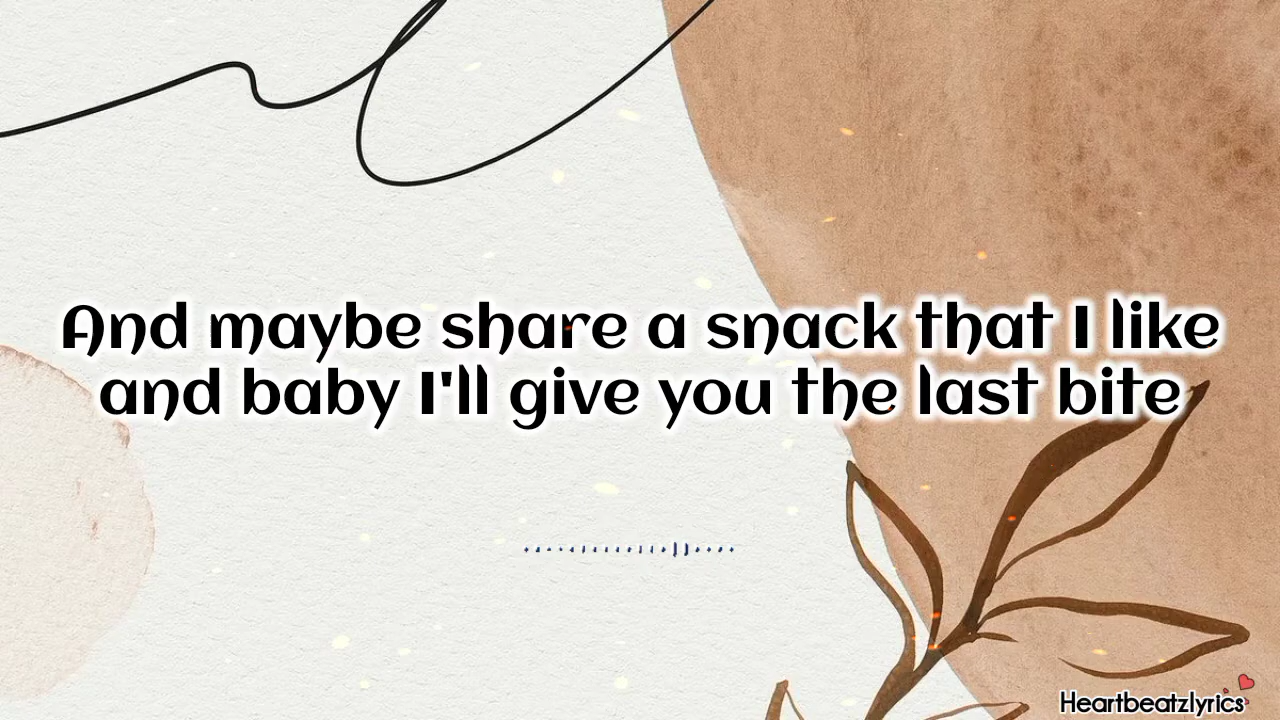 And maybe share a snack that I like
and baby I'll give you the last bite
Heartbeatzlyrics